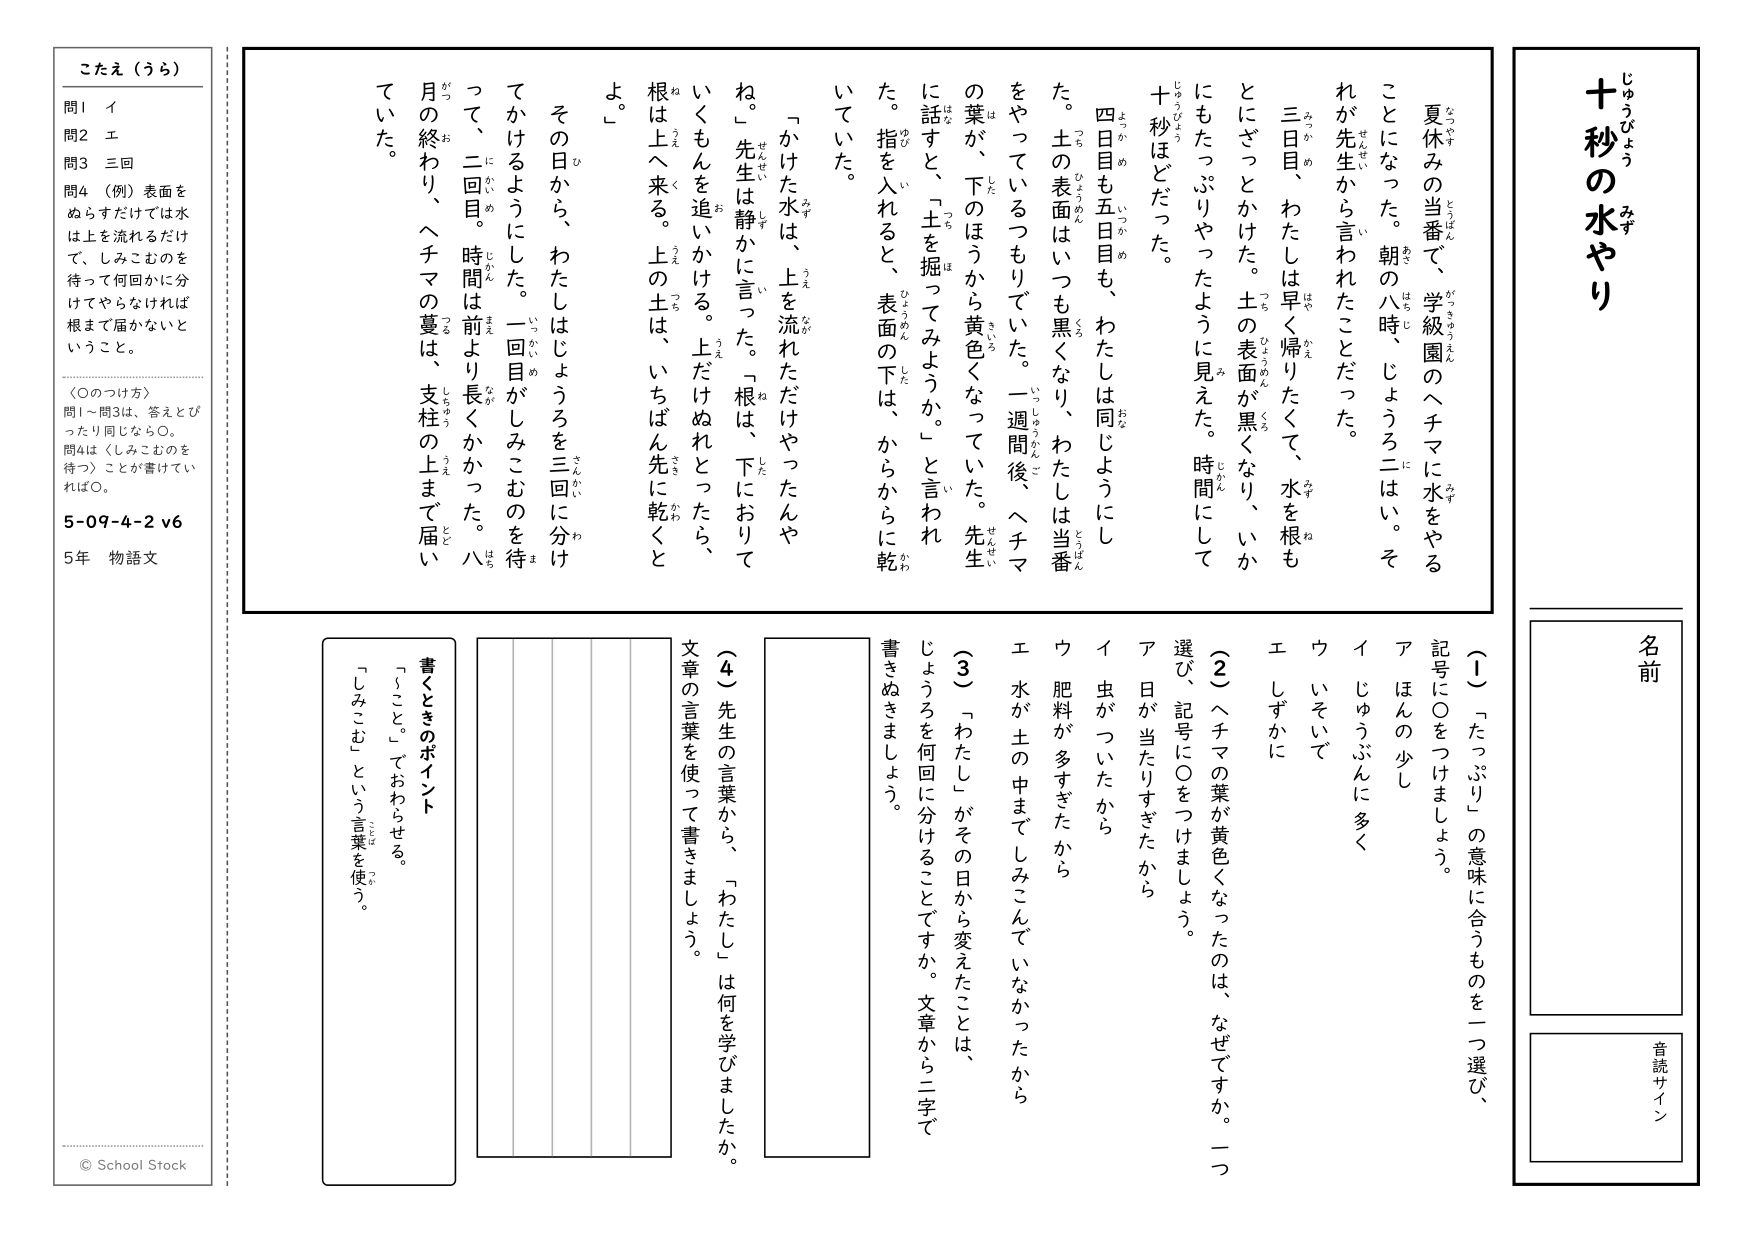 十秒の水やり
じゅうびょう みず
名前
音読サイン
夏休みの当番で、学級園のヘチマに水をやる
ことになった。朝の八時、じょうろ二はい。そ
れが先生から言われたことだった。
三日目、わたしは早く帰りたくて、水を根も
とにざっとかけた。土の表面が黒くなり、いか
にもたっぷりやったように見えた。時間にして
十秒ほどだった。
四日目も五日目も、わたしは同じようにし
た。土の表面はいつも黒くなり、わたしは当番
をやっているつもりでいた。一週間後、ヘチマ
の葉が、下のほうから黄色くなっていた。先生
に話すと、「土を掘ってみようか。」と言われ
た。指を入れると、表面の下は、からからに乾
いていた。
「かけた水は、上を流れただけやったんや
ね。」先生は静かに言った。「根は、下におりて
いくもんを追いかける。上だけぬれとったら、
根は上へ来る。上の土は、いちばん先に乾くと
よ。」
その日から、わたしはじょうろを三回に分け
てかけるようにした。一回目がしみこむのを待
って、二回目。時間は前より長くかかった。八
月の終わり、ヘチマの蔓は、支柱の上まで届い
ていた。
(1)「たっぷり」の意味に合うものを一つ選び、
記号に〇をつけましょう。
ア ほんの 少し
イ じゅうぶんに 多く
ウ いそいで
エ しずかに
(2)ヘチマの葉が黄色くなったのは、なぜですか。一つ
選び、記号に〇をつけましょう。
ア 日が 当たりすぎた から
イ 虫が ついた から
ウ 肥料が 多すぎた から
エ 水が 土の 中まで しみこんで いなかった から
(3)「わたし」がその日から変えたことは、
じょうろを何回に分けることですか。文章から二字で
書きぬきましょう。
(4)先生の言葉から、「わたし」は何を学びましたか。
文章の言葉を使って書きましょう。
書くときのポイント
「〜こと。」でおわらせる。
「しみこむ」という言葉を使う。
こたえ(うら)
問1 イ
問2 エ
問3 三回
問4 (例)表面を
ぬらすだけでは水
は上を流れるだけ
で、しみこむのを
待って何回かに分
けてやらなければ
根まで届かないと
いうこと。
〈〇のつけ方〉
問1〜問3は、答えとぴ
ったり同じなら〇。
問4は〈しみこむのを
待つ〉ことが書けてい
れば〇。
5-09-4-2 v6
5年 物語文
© School Stock